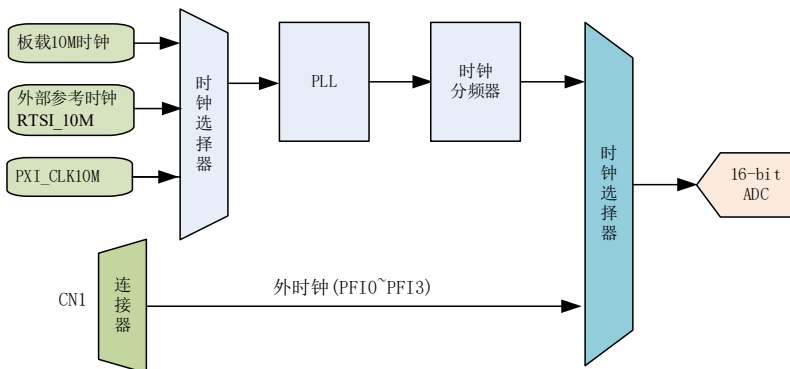 板载10M时钟
外部参考时钟
RTSI_10M
PXI_CLK10M
时钟选择器
PLL
时钟
分频器
时钟选择器
16-bit
ADC
CN1
连接器
外时钟(PFI0~PFI3)